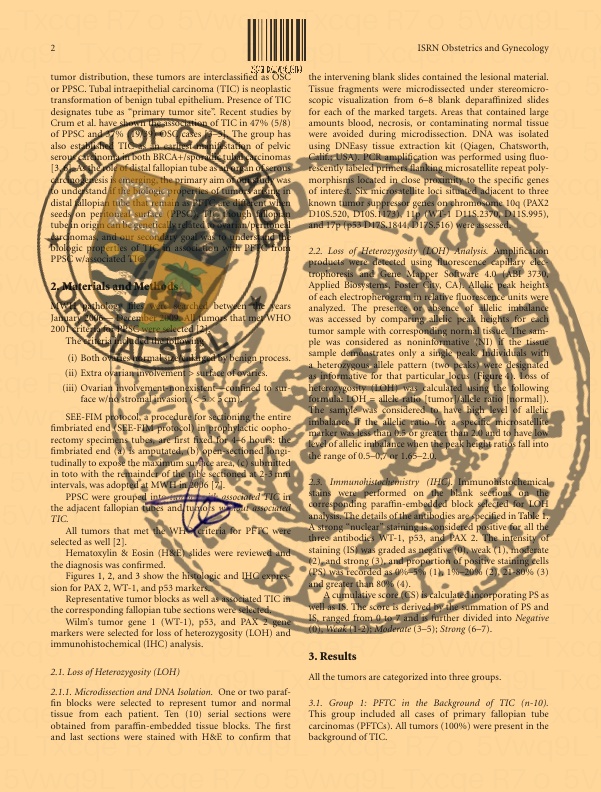 2
ISRN Obstetrics and Gynecology
tumor distribution, these tumors are interclassified as OSC
or PPSC. Tubal intraepithelial carcinoma (TIC) is neoplastic
transformation of benign tubal epithelium. Presence of TIC
designates tube as “primary tumor site”. Recent studies by
Crum et al. have shown the association of TIC in 47% (5/8)
of PPSC and 37% (19/39) OSC cases [3–5]. The group has
also established TIC as an earliest manifestation of pelvic
serous carcinoma in both BRCA+/sporadic tubal carcinomas
[3, 6]. As the role of distal fallopian tube as an organ of serous
carcinogenesis is emerging, the primary aim of this study was
to understand if the biologic properties of tumors arising in
distal fallopian tube
different when
seeds on peritoneal surface (PPSC). Though fallopian
tube in origin can be genetically related ovarian/peritoneal
carcinomas, and our secondary goal was to understand the
biologic properties of TIC in association with PFTC from
PPSC w/associated TIC.
2. Materials and Methods
MWH pathology files were searched between the years
January 2006– December 2009. All tumors that met WHO
2001 criteria for PPSC were selected [2].
The criteria included the following.
(i) Both ovaries normal size/enlarged by benign process.
(ii) Extra ovarian involvement > surface of ovaries.
(iii) Ovarian involvement nonexistent—confined to sur-
face w/no stromal invasion (< 5 × 5 cm).
SEE-FIM protocol, a procedure for sectioning the entire
fimbriated end (SEE-FIM protocol) in prophylactic oopho-
rectomy specimens tubes, are first fixed for 4–6 hours: the
fimbriated end (a) is amputated, (b) open-sectioned longi-
tudinally to expose the maximum surface area, (c) submitted
in toto with the remainder of the tube sectioned at 2-3 mm
intervals, was adopted at MWH in 2006 [7].
PPSC were grouped into tumors with associated TIC in
the adjacent fallopian tubes and tumors without associated
TIC.
All tumors that met the WHO criteria for PFTC were
selected as well [2].
Hematoxylin & Eosin (H&E) slides were reviewed and
the diagnosis was confirmed.
Figures 1, 2, and 3 show the histologic and IHC expres-
sion for PAX 2, WT-1, and p53 markers.
Representative tumor blocks as well as associated TIC in
the corresponding fallopian tube sections were selected.
Wilm’s tumor gene 1 (WT-1), p53, and PAX 2 gene
markers were selected for loss of heterozygosity (LOH) and
immunohistochemical (IHC) analysis.
2.1. Loss of Heterozygosity (LOH)
2.1.1. Microdissection and DNA Isolation. One or two paraf-
fin blocks were selected to represent tumor and normal
tissue from each patient. Ten (10) serial sections were
obtained from paraffin-embedded tissue blocks. The first
and last sections were stained with H&E to confirm that
the intervening blank slides contained the lesional material.
Tissue fragments were microdissected under stereomicro-
scopic visualization from 6–8 blank deparaffinized slides
for each of the marked targets. Areas that contained large
amounts blood, necrosis, or contaminating normal tissue
were avoided during microdissection. DNA was isolated
using DNEasy tissue extraction kit (Qiagen, Chatsworth,
Calif, USA). PCR amplification was performed using fluo-
rescently labeled primers flanking microsatellite repeat poly-
morphisms located in close proximity to the specific genes
of interest. Six microsatellite loci situated adjacent to three
known tumor suppressor genes on chromosome 10q (PAX2
D10S.520, D10S.1173), 11p (WT-1 D11S.2370, D11S.995),
and 17p (p53 D17S.1844, D17S.516) were assessed.
2.2. Loss of Heterozygosity (LOH) Analysis. Amplification
products were detected using fluorescence capillary elec-
trophoresis and Gene Mapper Software 4.0 (ABI 3730,
Applied Biosystems, Foster City, CA). Allelic peak heights
of each electropherogram in relative fluorescence units were
analyzed. The presence or absence of allelic imbalance
was accessed by comparing allelic peak heights for each
tumor sample with corresponding normal tissue. The sam-
ple was considered as noninformative (NI) if the tissue
sample demonstrates only a single peak. Individuals with
a heterozygous allele pattern (two peaks) were designated
as informative for that particular locus (Figure 4). Loss of
heterozygosity (LOH) was calculated using the following
formula: LOH = allele ratio [tumor]/allele ratio [normal]).
The sample was considered to have high level of allelic
imbalance if the allelic ratio for a specific microsatellite
marker was less than 0.5 or greater than 2.0 and to have low
level of allelic imbalance when the peak height ratios fall into
the range of 0.5–0.7 or 1.65–2.0.
2.3. Immunohistochemistry (IHC). Immunohistochemical
stains were performed on the blank sections on the
corresponding paraffin-embedded block selected for LOH
analysis. The details of the antibodies are specified in Table 1.
A strong “nuclear” staining is considered positive for all the
three antibodies WT-1, p53, and PAX 2. The intensity of
staining (IS) was graded as negative (0), weak (1), moderate
(2), and strong (3), and proportion of positive staining cells
(PS) was recorded as 0%–5% (1), 1%–20% (2), 21-80% (3)
and greater than 80% (4).
A cumulative score (CS) is calculated incorporating PS as
well as IS. The score is derived by the summation of PS and
IS, ranged from 0 to 7 and is further divided into Negative
(0), Weak (1-2); Moderate (3–5); Strong (6–7).
3. Results
All the tumors are categorized into three groups.
3.1. Group 1: PFTC in the Background of TIC (n-10).
This group included all cases of primary fallopian tube
carcinomas (PFTCs). All tumors (100%) were present in the
background of TIC.